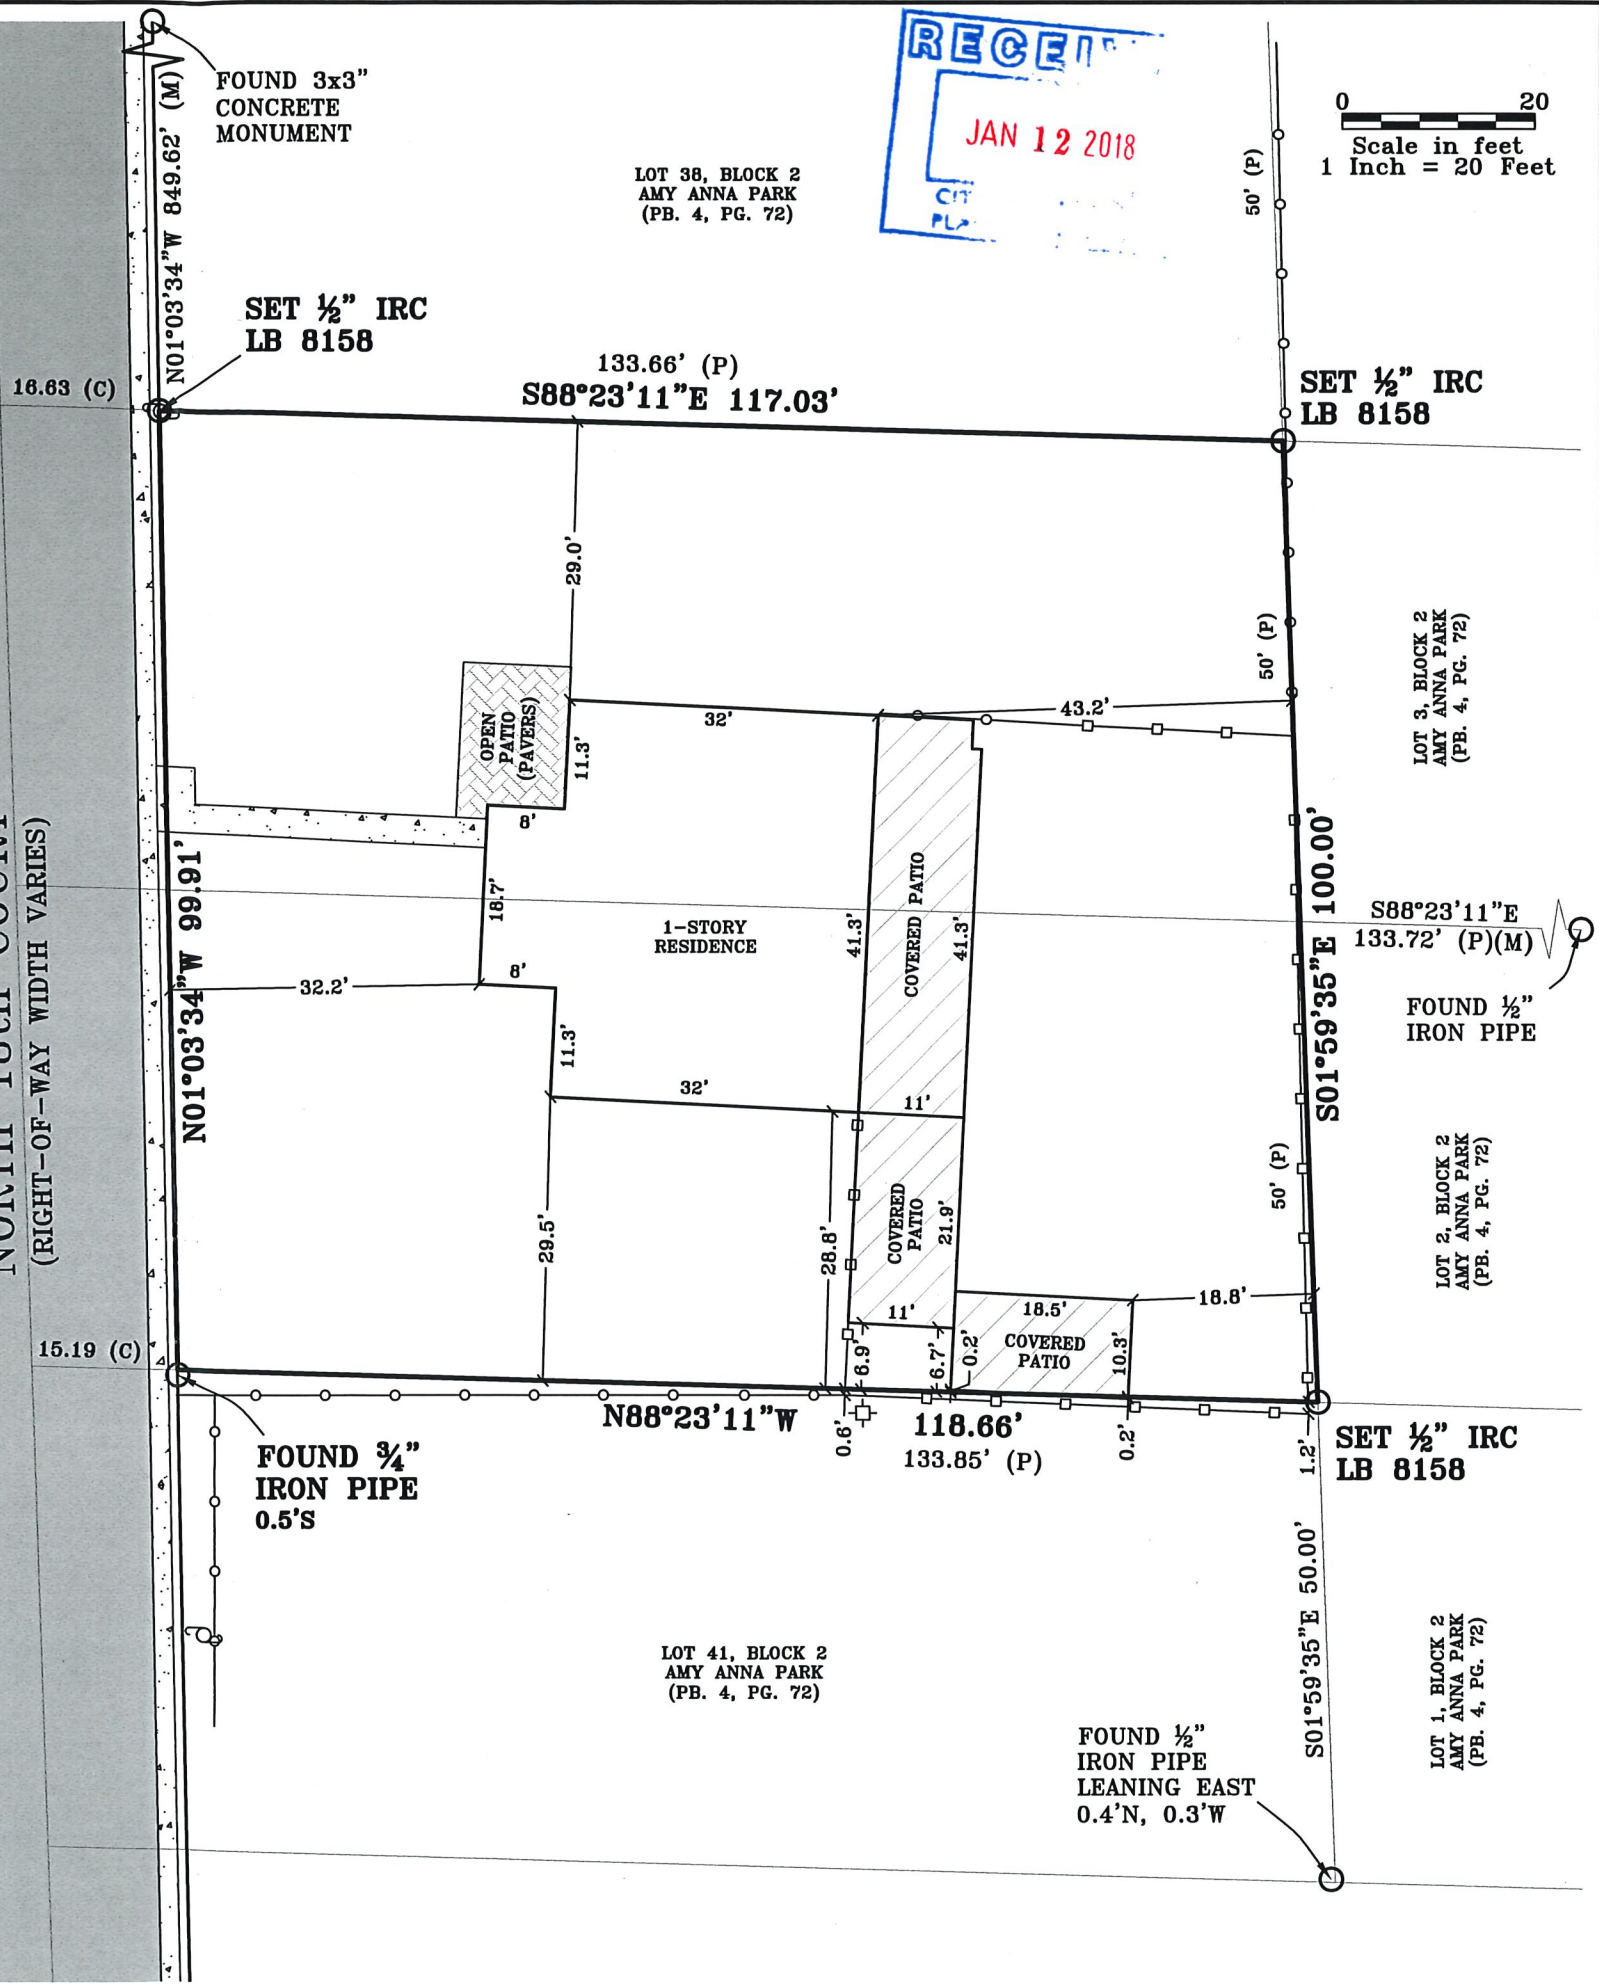 FOUND 3x3"
CONCRETE
MONUMENT
N01°03'34"W 849.62' (M)
JAN 12 2018
0 20
Scale in feet
1 Inch = 20 Feet
LOT 38, BLOCK 2
AMY ANNA PARK
(PB. 4, PG. 72)
50' (P)
SET ½" IRC
LB 8158
16.63 (C)
133.66' (P)
S88°23'11"E 117.03'
SET ½" IRC
LB 8158
29.0'
50' (P)
LOT 3, BLOCK 2
AMY ANNA PARK
(PB. 4, PG. 72)
OPEN
PATIO
(PAVERS)
11.3'
32'
43.2'
8'
18.7'
1-STORY
RESIDENCE
41.3'
COVERED PATIO
41.3'
(RIGHT-OF-WAY WIDTH VARIES)
N01°03'34"W 99.91'
S01°59'35"E 100.00'
S88°23'11"E
133.72' (P)(M)
FOUND ½"
IRON PIPE
32.2'
8'
11.3'
32'
11'
29.5'
28.8'
COVERED
PATIO
21.9'
50' (P)
LOT 2, BLOCK 2
AMY ANNA PARK
(PB. 4, PG. 72)
11'
18.5'
18.8'
15.19 (C)
6.9'
6.7'
0.2'
COVERED
PATIO
10.3'
N88°23'11"W
118.66'
133.85' (P)
0.6'
0.2'
1.2'
SET ½" IRC
LB 8158
FOUND ¾"
IRON PIPE
0.5'S
S01°59'35"E 50.00'
LOT 41, BLOCK 2
AMY ANNA PARK
(PB. 4, PG. 72)
LOT 1, BLOCK 2
AMY ANNA PARK
(PB. 4, PG. 72)
FOUND ½"
IRON PIPE
LEANING EAST
0.4'N, 0.3'W